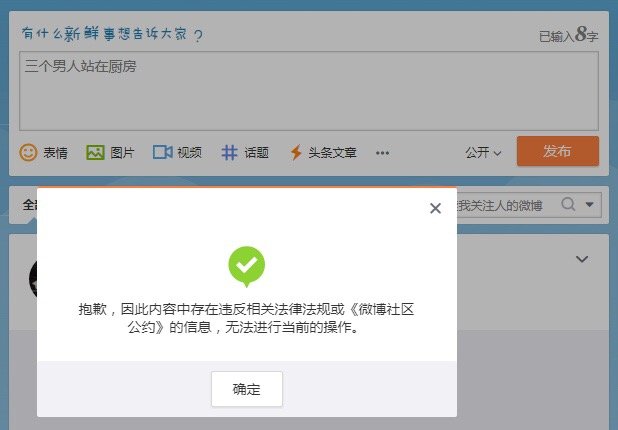 有什么新鲜事想告诉大家?
已输入8字
三个男人站在厨房
表情 图片 视频 话题 头条文章 ••• 公开 发布
我关注人的微博
抱歉，因此内容中存在违反相关法律法规或《微博社区
公约》的信息，无法进行当前的操作。
确定